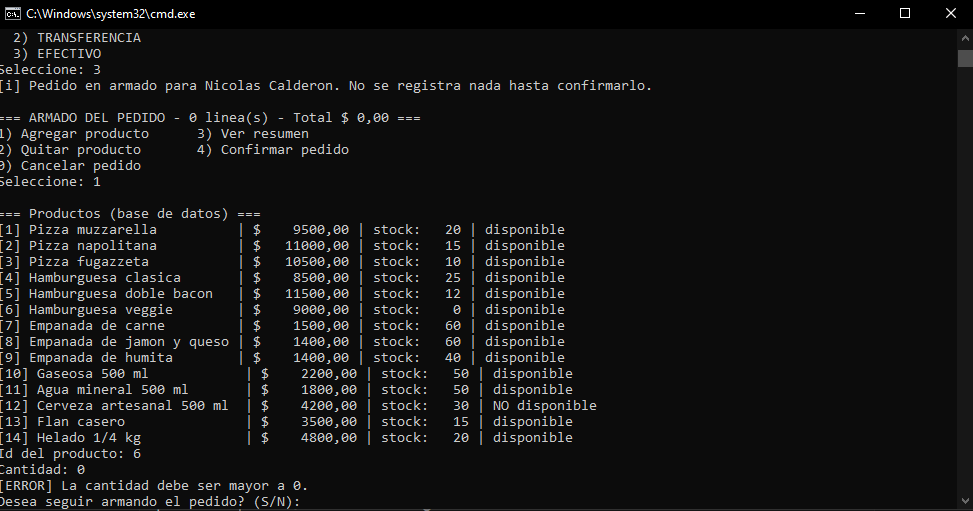 C:\Windows\system32\cmd.exe
2) TRANSFERENCIA
3) EFECTIVO
Seleccione: 3
[i] Pedido en armado para Nicolas Calderon. No se registra nada hasta confirmarlo.
=== ARMADO DEL PEDIDO - 0 linea(s) - Total $ 0,00 ===
1) Agregar producto      3) Ver resumen
2) Quitar producto       4) Confirmar pedido
0) Cancelar pedido
Seleccione: 1
=== Productos (base de datos) ===
[1] Pizza muzzarella          | $    9500,00 | stock:   20 | disponible
[2] Pizza napolitana          | $   11000,00 | stock:   15 | disponible
[3] Pizza fugazzeta           | $   10500,00 | stock:   10 | disponible
[4] Hamburguesa clasica       | $    8500,00 | stock:   25 | disponible
[5] Hamburguesa doble bacon   | $   11500,00 | stock:   12 | disponible
[6] Hamburguesa veggie        | $    9000,00 | stock:    0 | disponible
[7] Empanada de carne         | $    1500,00 | stock:   60 | disponible
[8] Empanada de jamon y queso | $    1400,00 | stock:   60 | disponible
[9] Empanada de humita        | $    1400,00 | stock:   40 | disponible
[10] Gaseosa 500 ml            | $    2200,00 | stock:   50 | disponible
[11] Agua mineral 500 ml       | $    1800,00 | stock:   50 | disponible
[12] Cerveza artesanal 500 ml  | $    4200,00 | stock:   30 | NO disponible
[13] Flan casero               | $    3500,00 | stock:   15 | disponible
[14] Helado 1/4 kg             | $    4800,00 | stock:   20 | disponible
Id del producto: 6
Cantidad: 0
[ERROR] La cantidad debe ser mayor a 0.
Desea seguir armando el pedido? (S/N):